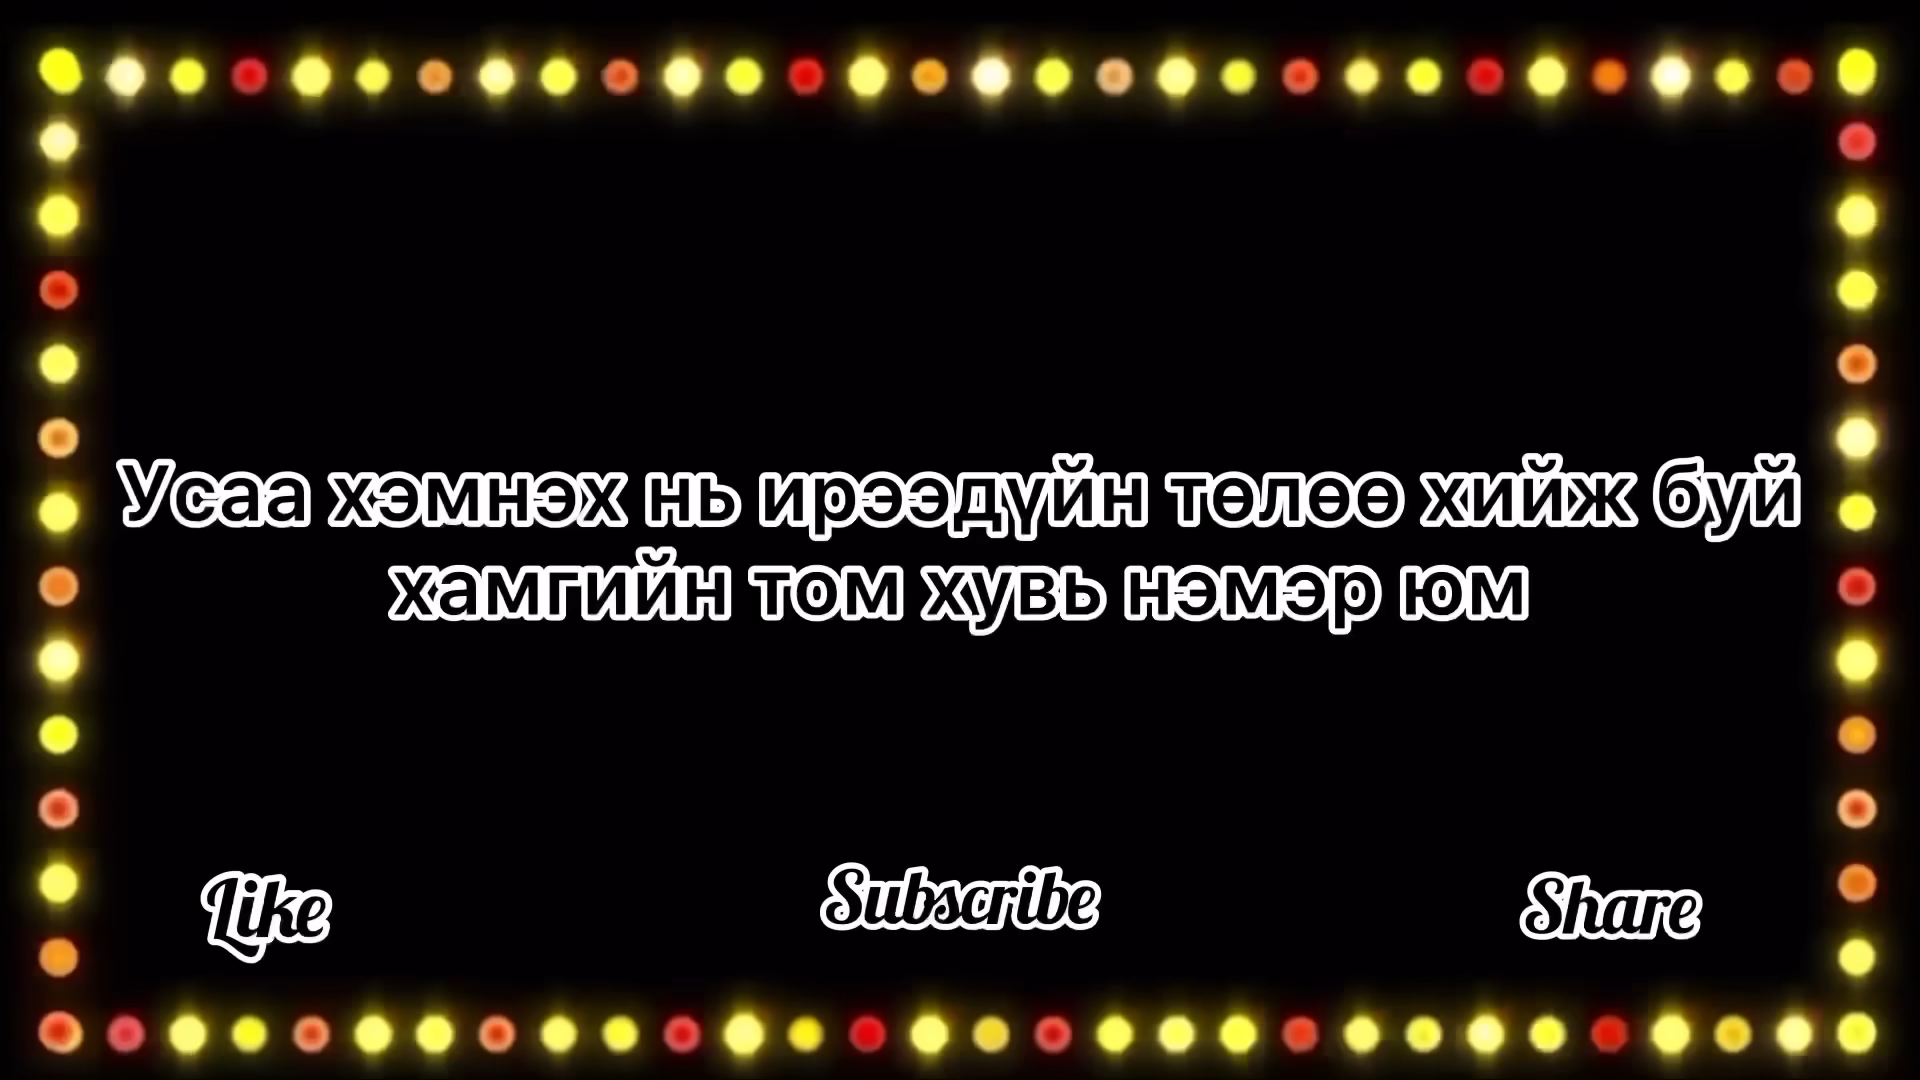 Усаа хэмнэх нь ирээдүйн төлөө хийж буй
хамгийн том хувь нэмэр юм
Like
Subscribe
Share